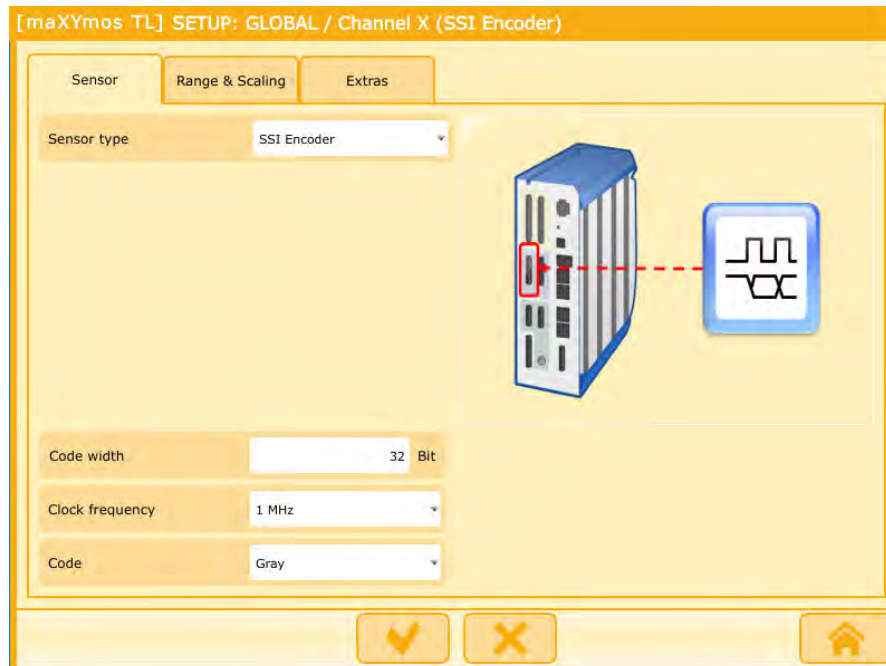 [maXYmos TL] SETUP: GLOBAL / Channel X (SSI Encoder)
Sensor Range & Scaling Extras
Sensor type SSI Encoder
Code width 32 Bit
Clock frequency 1 MHz
Code Gray